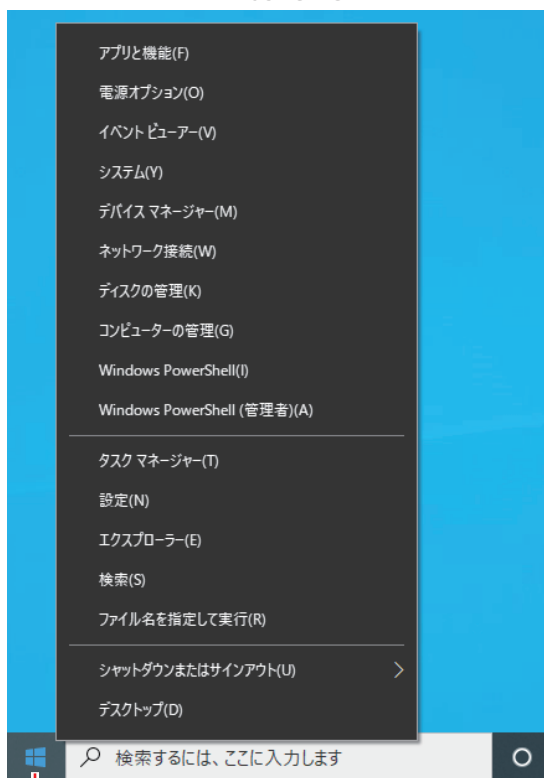 アプリと機能(F)
電源オプション(O)
イベント ビューアー(V)
システム(Y)
デバイス マネージャー(M)
ネットワーク接続(W)
ディスクの管理(K)
コンピューターの管理(G)
Windows PowerShell(I)
Windows PowerShell (管理者)(A)
タスク マネージャー(T)
設定(N)
エクスプローラー(E)
検索(S)
ファイル名を指定して実行(R)
シャットダウンまたはサインアウト(U)
デスクトップ(D)
検索するには、ここに入力します